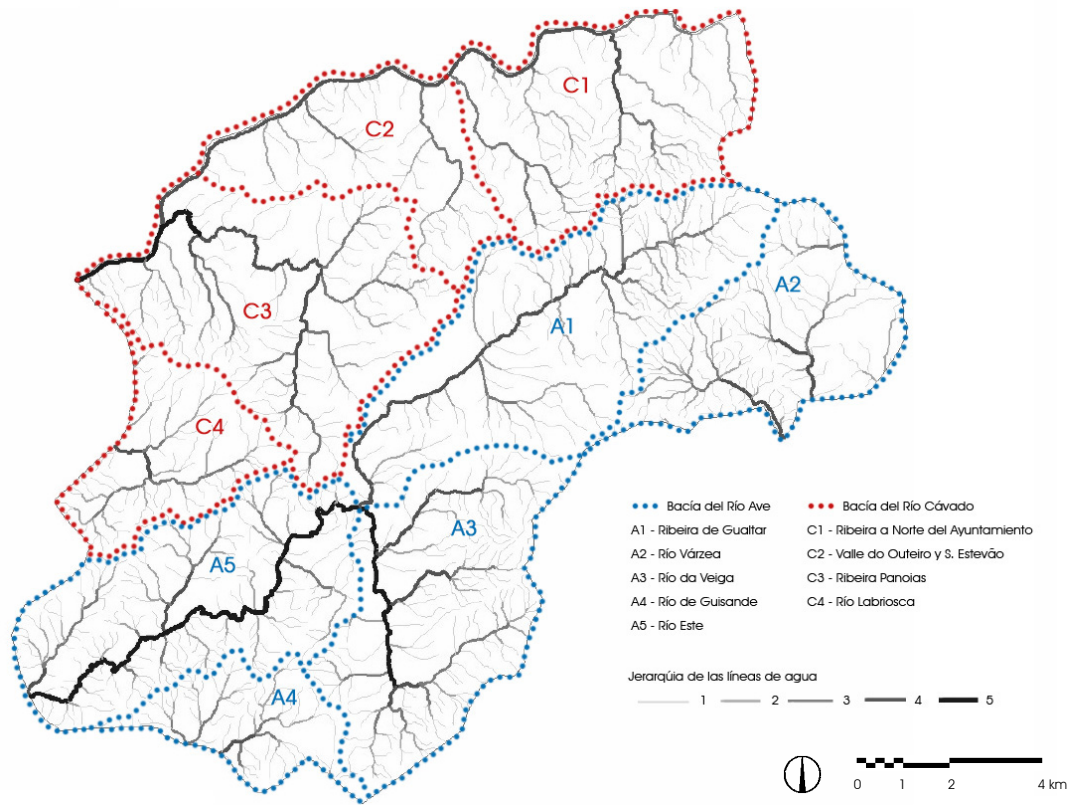 C1
C2
A2
C3
A1
C4
A3
A5
A4
Bacía del Río Ave
A1 - Ribeira de Gualtar
A2 - Río Várzea
A3 - Río da Veiga
A4 - Río de Guisande
A5 - Río Este
Bacía del Río Cávado
C1 - Ribeira a Norte del Ayuntamiento
C2 - Valle do Outeiro y S. Estevão
C3 - Ribeira Panoias
C4 - Río Labriosca
Jerarqúia de las líneas de agua
1 2 3 4 5
0 1 2 4 km